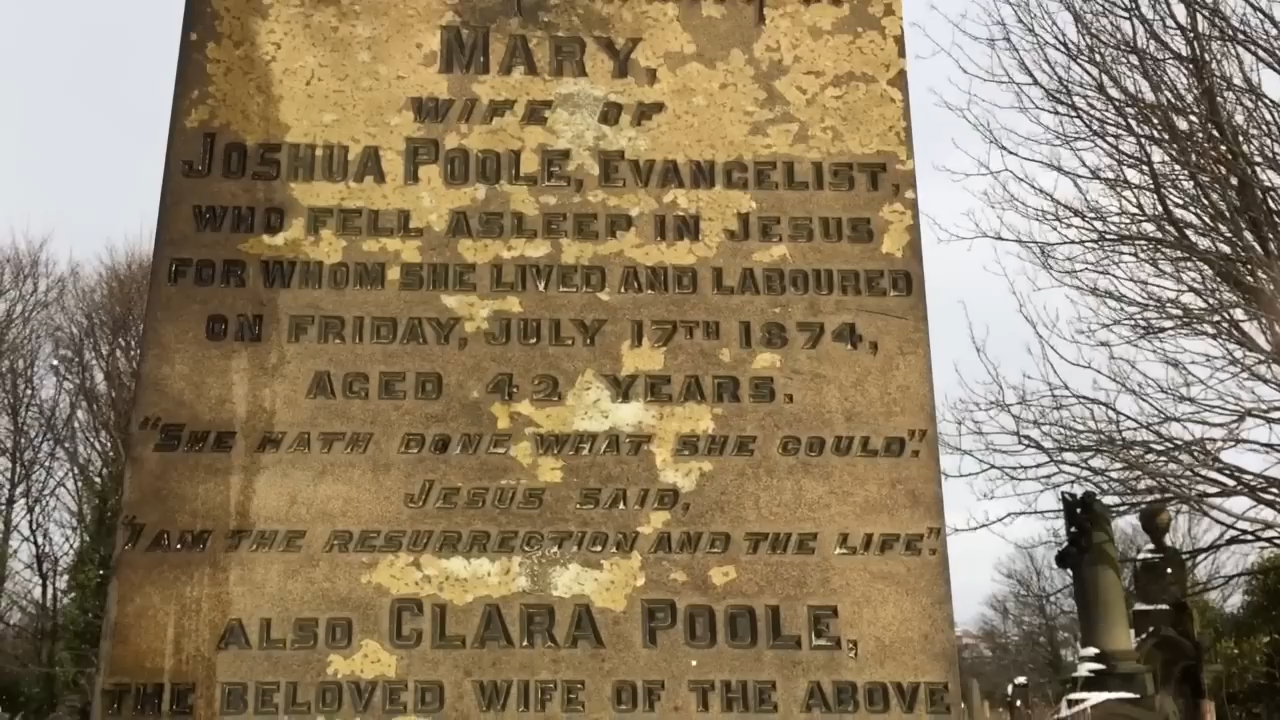 MARY,
WIFE OF
JOSHUA POOLE, EVANGELIST,
WHO FELL ASLEEP IN JESUS
FOR WHOM SHE LIVED AND LABOURED
ON FRIDAY, JULY 17TH 1874,
AGED 42 YEARS.
"SHE HATH DONE WHAT SHE COULD".
JESUS SAID,
"I AM THE RESURRECTION AND THE LIFE".
ALSO CLARA POOLE,
THE BELOVED WIFE OF THE ABOVE